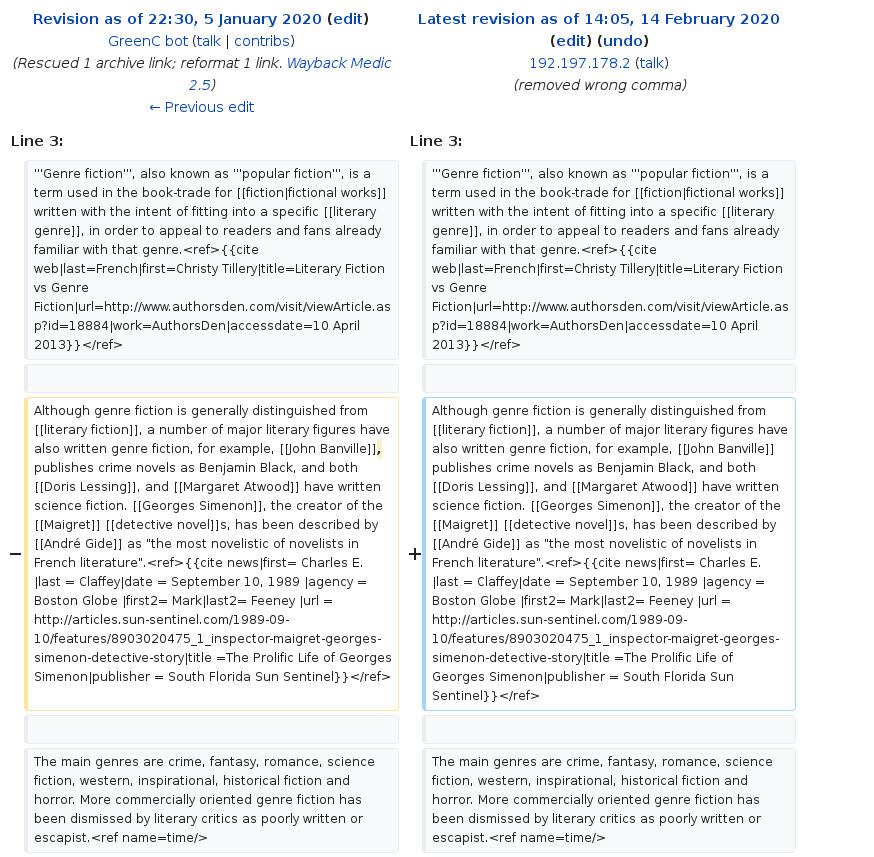 Revision as of 22:30, 5 January 2020 (edit)
GreenC bot (talk | contribs)
(Rescued 1 archive link; reformat 1 link. Wayback Medic
2.5)
← Previous edit
Latest revision as of 14:05, 14 February 2020
(edit) (undo)
192.197.178.2 (talk)
(removed wrong comma)
Line 3:
Line 3:
'''Genre fiction''', also known as '''popular fiction''', is a
term used in the book-trade for [[fiction|fictional works]]
written with the intent of fitting into a specific [[literary
genre]], in order to appeal to readers and fans already
familiar with that genre.<ref>{{cite
web|last=French|first=Christy Tillery|title=Literary Fiction
vs Genre
Fiction|url=http://www.authorsden.com/visit/viewArticle.as
p?id=18884|work=AuthorsDen|accessdate=10 April
2013}}</ref>
'''Genre fiction''', also known as '''popular fiction''', is a
term used in the book-trade for [[fiction|fictional works]]
written with the intent of fitting into a specific [[literary
genre]], in order to appeal to readers and fans already
familiar with that genre.<ref>{{cite
web|last=French|first=Christy Tillery|title=Literary Fiction
vs Genre
Fiction|url=http://www.authorsden.com/visit/viewArticle.as
p?id=18884|work=AuthorsDen|accessdate=10 April
2013}}</ref>
−
Although genre fiction is generally distinguished from
[[literary fiction]], a number of major literary figures have
also written genre fiction, for example, [[John Banville]],
publishes crime novels as Benjamin Black, and both
[[Doris Lessing]], and [[Margaret Atwood]] have written
science fiction. [[Georges Simenon]], the creator of the
[[Maigret]] [[detective novel]]s, has been described by
[[André Gide]] as "the most novelistic of novelists in
French literature".<ref>{{cite news|first= Charles E.
|last = Claffey|date = September 10, 1989 |agency =
Boston Globe |first2= Mark|last2= Feeney |url =
http://articles.sun-sentinel.com/1989-09-
10/features/8903020475_1_inspector-maigret-georges-
simenon-detective-story|title =The Prolific Life of Georges
Simenon|publisher = South Florida Sun Sentinel}}</ref>
+
Although genre fiction is generally distinguished from
[[literary fiction]], a number of major literary figures have
also written genre fiction, for example, [[John Banville]]
publishes crime novels as Benjamin Black, and both
[[Doris Lessing]], and [[Margaret Atwood]] have written
science fiction. [[Georges Simenon]], the creator of the
[[Maigret]] [[detective novel]]s, has been described by
[[André Gide]] as "the most novelistic of novelists in
French literature".<ref>{{cite news|first= Charles E.
|last = Claffey|date = September 10, 1989 |agency =
Boston Globe |first2= Mark|last2= Feeney |url =
http://articles.sun-sentinel.com/1989-09-
10/features/8903020475_1_inspector-maigret-georges-
simenon-detective-story|title =The Prolific Life of
Georges Simenon|publisher = South Florida Sun
Sentinel}}</ref>
The main genres are crime, fantasy, romance, science
fiction, western, inspirational, historical fiction and
horror. More commercially oriented genre fiction has
been dismissed by literary critics as poorly written or
escapist.<ref name=time/>
The main genres are crime, fantasy, romance, science
fiction, western, inspirational, historical fiction and
horror. More commercially oriented genre fiction has
been dismissed by literary critics as poorly written or
escapist.<ref name=time/>